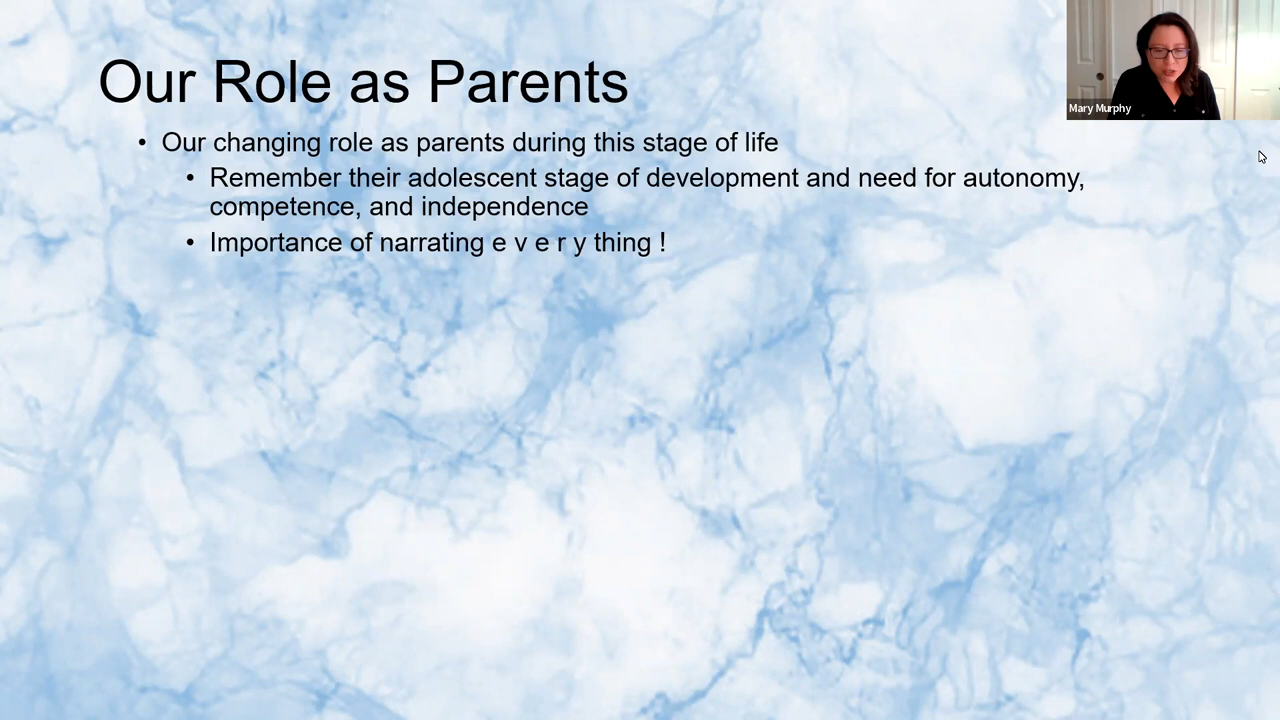 Our Role as Parents
• Our changing role as parents during this stage of life
• Remember their adolescent stage of development and need for autonomy,
competence, and independence
• Importance of narrating e v e r y thing !
Mary Murphy